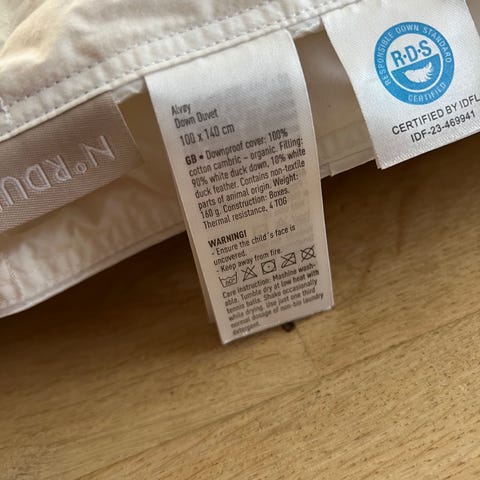 Alvey
Down Duvet
100 x 140 cm
GB • Downproof cover: 100%
cotton cambric - organic. Filling:
90% white duck down, 10% white
duck feather. Contains non-textile
parts of animal origin. Weight:
160 g. Construction: Boxes.
Thermal resistance, 4 TOG
WARNING!
- Ensure the child's face is
uncovered.
- Keep away from fire.
Care instruction: Mashine wash-
able. Tumble dry at low heat with
tennis balls. Shake occasionally
while drying. Use just one third
normal dosage of non-bio laundry
detergent.
N°RDU
RESPONSIBLE DOWN STANDARD
R·D·S
CERTIFIED
CERTIFIED BY IDFL
IDF-23-469941